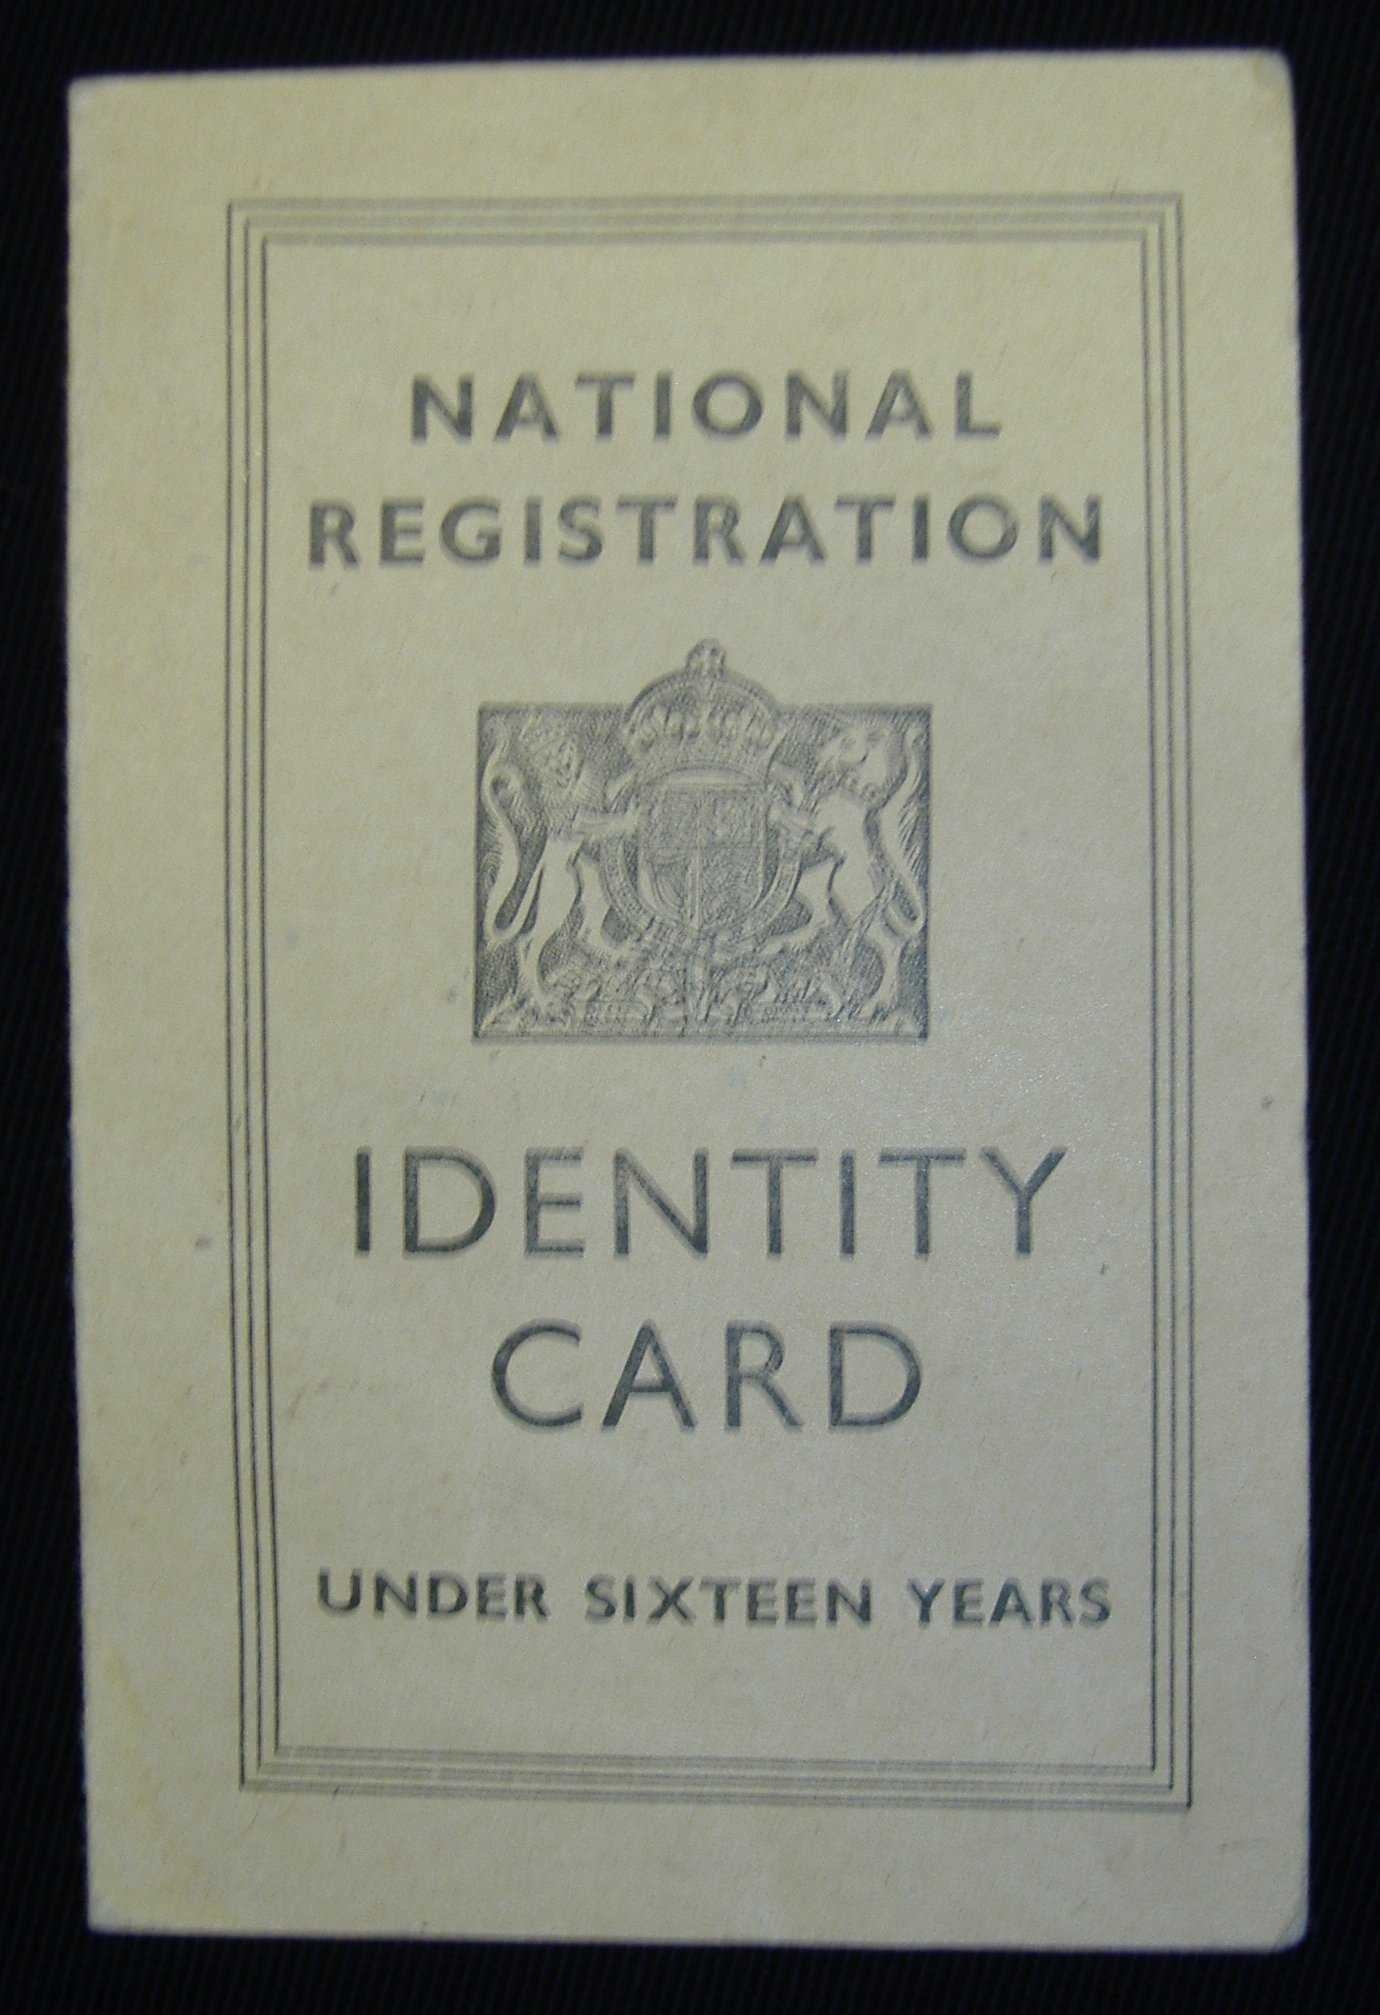 NATIONAL
REGISTRATION
IDENTITY
CARD
UNDER SIXTEEN YEARS